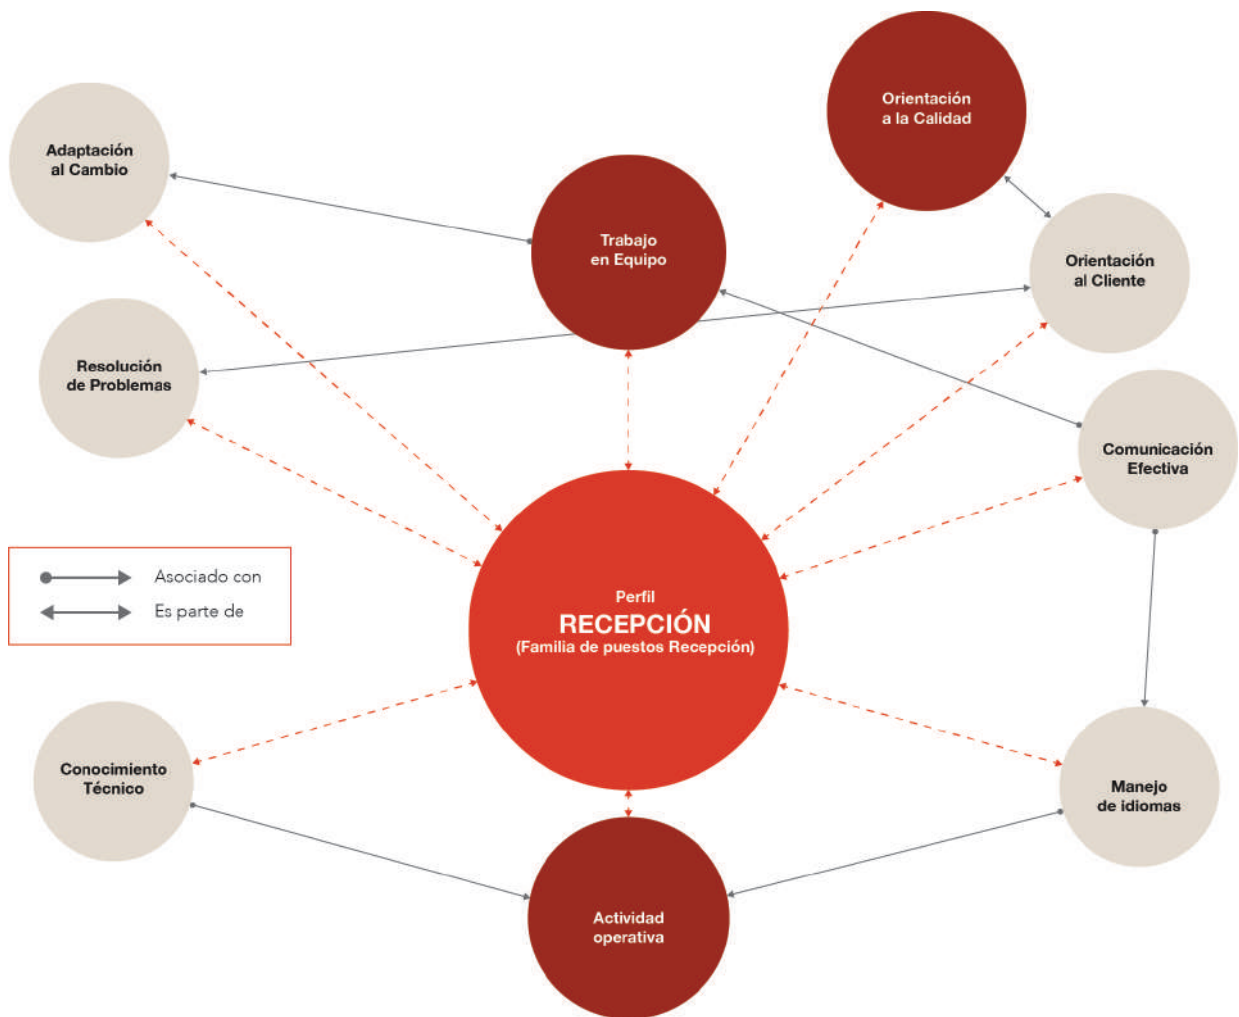 Orientación
a la Calidad
Adaptación
al Cambio
Trabajo
en Equipo
Orientación
al Cliente
Resolución
de Problemas
Comunicación
Efectiva
Asociado con
Es parte de
Perfil
RECEPCIÓN
(Familia de puestos Recepción)
Conocimiento
Técnico
Manejo
de idiomas
Actividad
operativa